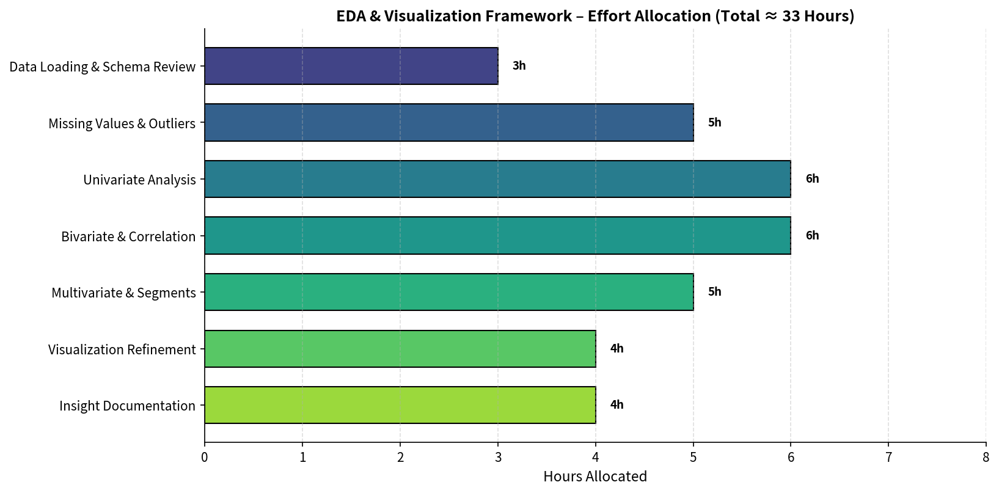 EDA & Visualization Framework – Effort Allocation (Total ≈ 33 Hours)
Data Loading & Schema Review 3h
Missing Values & Outliers 5h
Univariate Analysis 6h
Bivariate & Correlation 6h
Multivariate & Segments 5h
Visualization Refinement 4h
Insight Documentation 4h
0 1 2 3 4 5 6 7 8
Hours Allocated